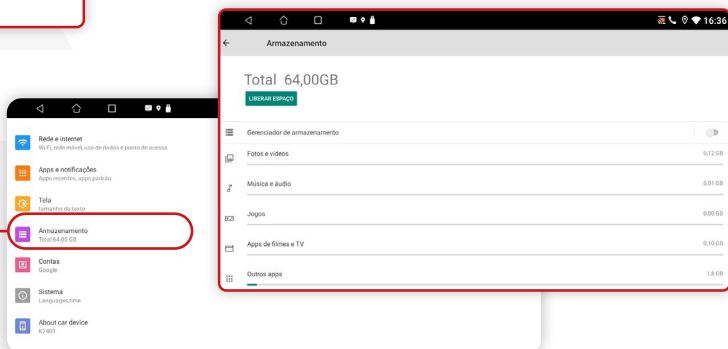 16:36
Armazenamento
Total 64,00GB
LIBERAR ESPAÇO
Gerenciador de armazenamento
Fotos e vídeos
0,12 GB
Música e áudio
0,01 GB
Jogos
0,00 GB
Apps de filmes e TV
0,10 GB
Outros apps
1,8 GB
Rede e internet
Wi-Fi, rede móvel, uso de dados e ponto de acesso
Apps e notificações
Apps recentes, apps padrão
Tela
tamanho do texto
Armazenamento
Total 64,00 GB
Contas
Google
Sistema
Languages,time
About car device
K2401